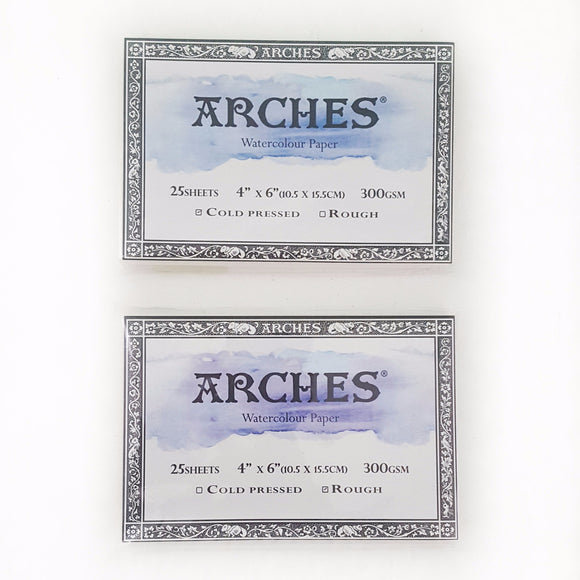 ARCHES
ARCHES®
Watercolour Paper
25SHEETS 4" X 6"(10.5 X 15.5CM) 300GSM
☑ COLD PRESSED ☐ ROUGH
ARCHES
ARCHES®
Watercolour Paper
25SHEETS 4" X 6"(10.5 X 15.5CM) 300GSM
☐ COLD PRESSED ☑ ROUGH